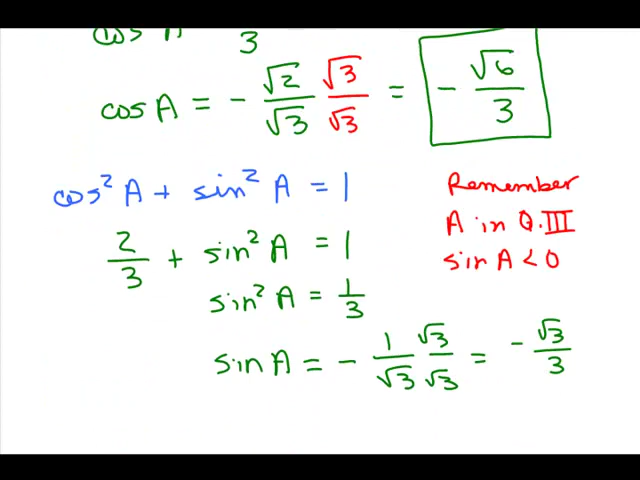 cos A 3
cos A = - √2/√3 √3/√3 = - √6/3
cos² A + sin² A = 1
Remember
A in Q.III
sin A < 0
2/3 + sin² A = 1
sin² A = 1/3
sin A = - 1/√3 √3/√3 = - √3/3